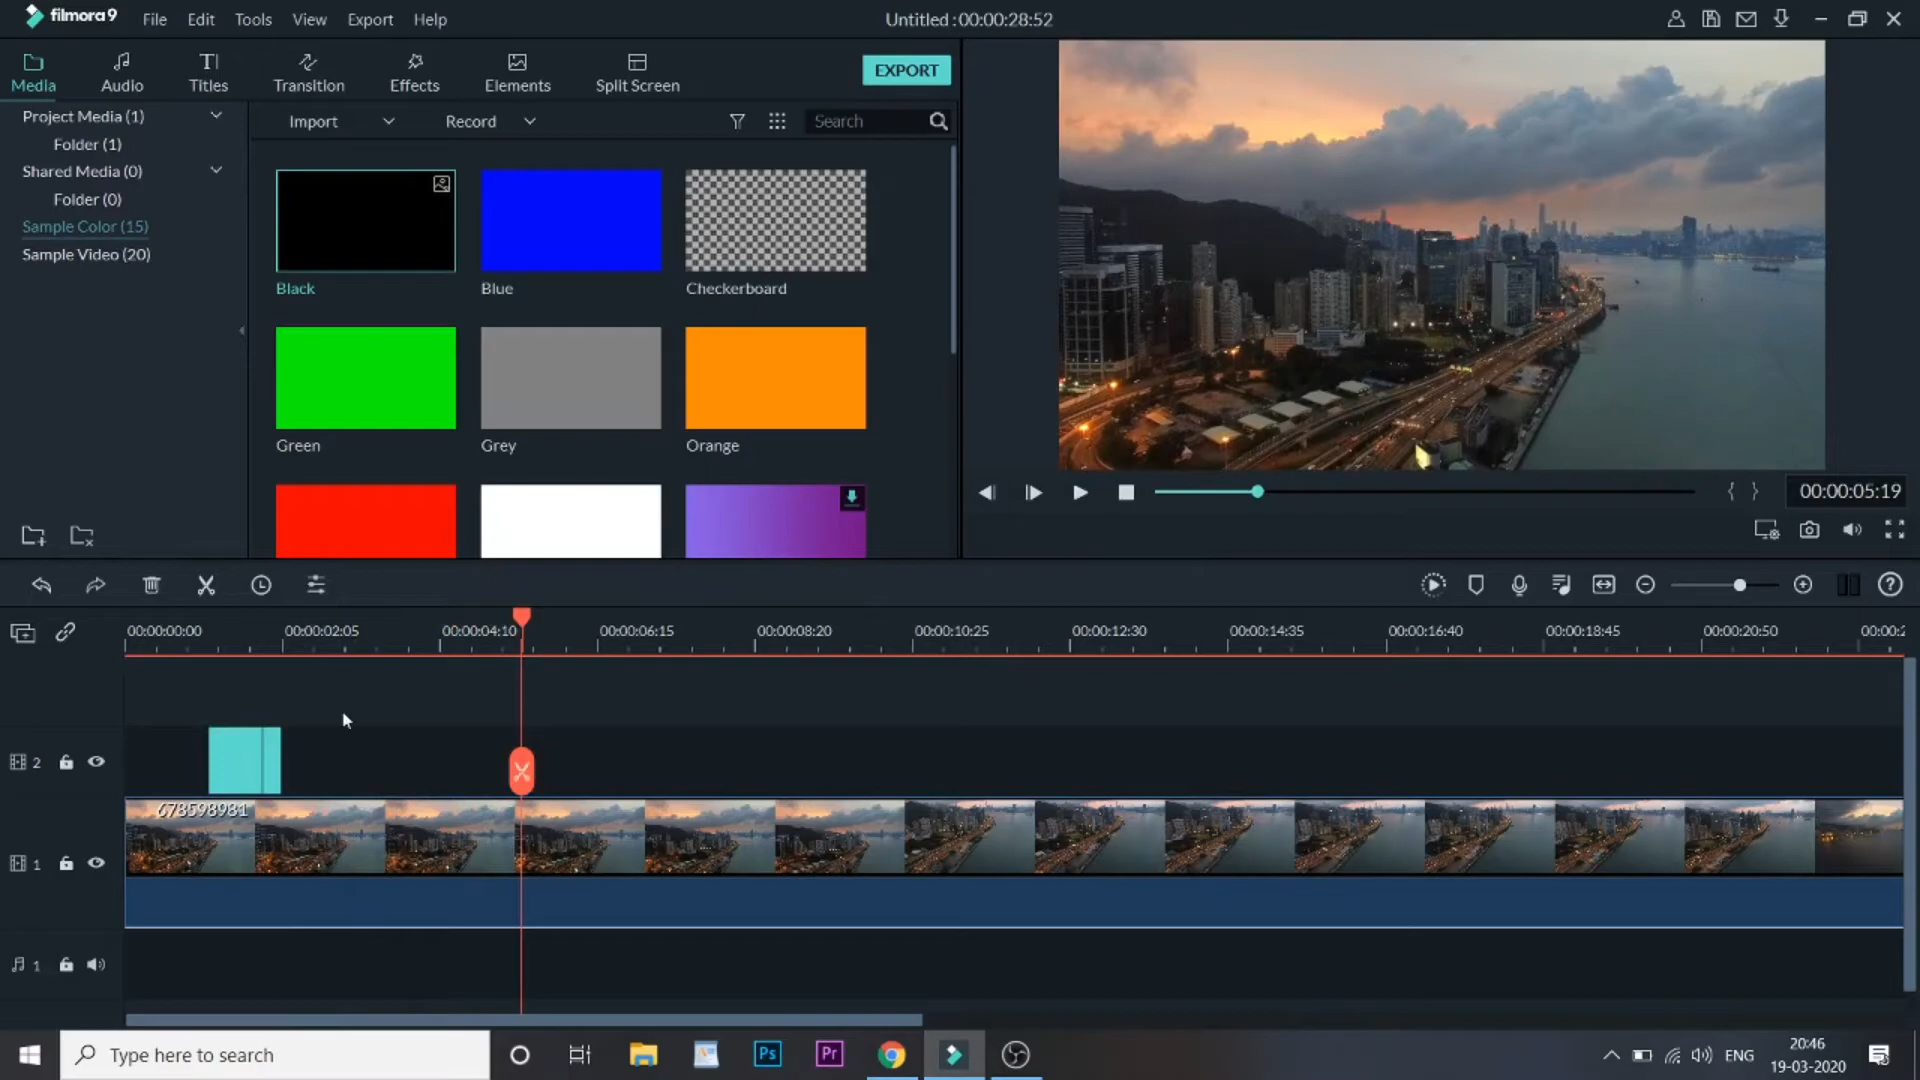 filmora9 File Edit Tools View Export Help Untitled : 00:00:28:52
Media Audio Titles Transition Effects Elements Split Screen EXPORT
Project Media (1)
Folder (1)
Shared Media (0)
Folder (0)
Sample Color (15)
Sample Video (20)
Import Record Search
Black Blue Checkerboard
Green Grey Orange
00:00:05:19
00:00:00:00 00:00:02:05 00:00:04:10 00:00:06:15 00:00:08:20 00:00:10:25 00:00:12:30 00:00:14:35 00:00:16:40 00:00:18:45 00:00:20:50 00:00:2
2
678598981
1
1
Type here to search
Ps
Pr
ENG
20:46
19-03-2020